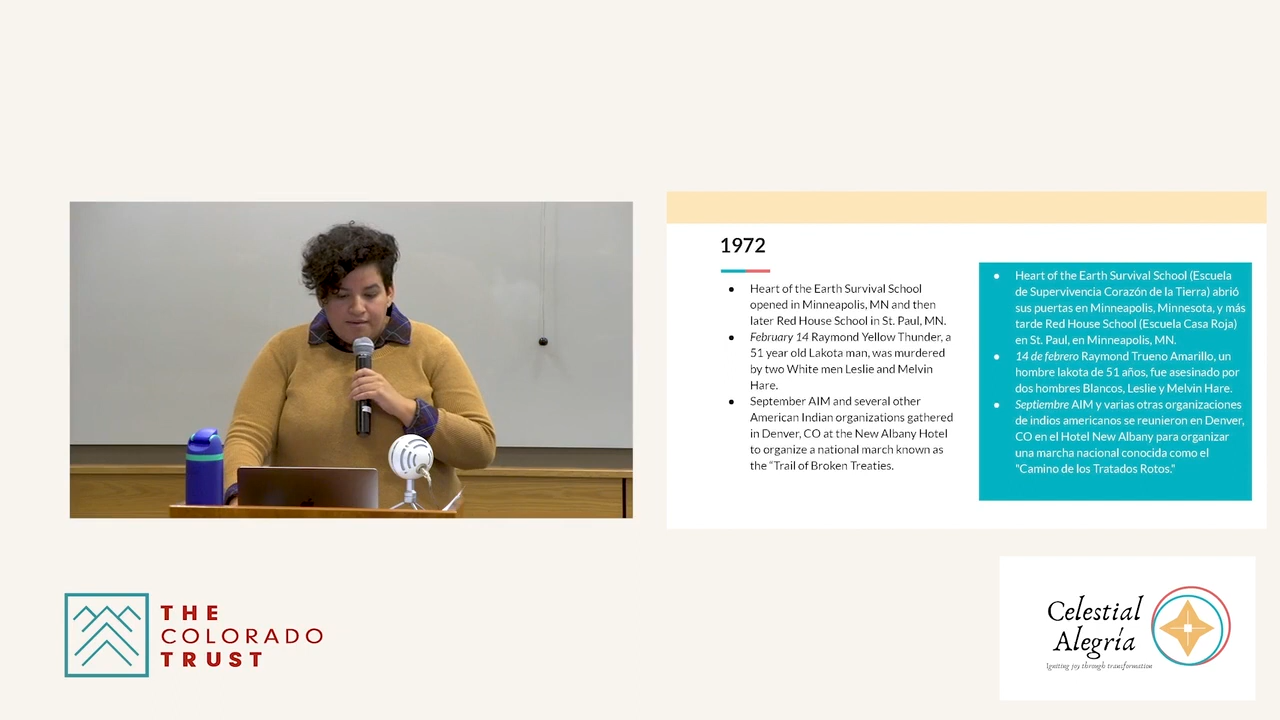 1972
● Heart of the Earth Survival School
opened in Minneapolis, MN and then
later Red House School in St. Paul, MN.
● February 14 Raymond Yellow Thunder, a
51 year old Lakota man, was murdered
by two White men Leslie and Melvin
Hare.
● September AIM and several other
American Indian organizations gathered
in Denver, CO at the New Albany Hotel
to organize a national march known as
the “Trail of Broken Treaties.
● Heart of the Earth Survival School (Escuela
de Supervivencia Corazón de la Tierra) abrió
sus puertas en Minneapolis, Minnesota, y más
tarde Red House School (Escuela Casa Roja)
en St. Paul, en Minneapolis, MN.
● 14 de febrero Raymond Trueno Amarillo, un
hombre lakota de 51 años, fue asesinado por
dos hombres Blancos, Leslie y Melvin Hare.
● Septiembre AIM y varias otras organizaciones
de indios americanos se reunieron en Denver,
CO en el Hotel New Albany para organizar
una marcha nacional conocida como el
"Camino de los Tratados Rotos."
THE
COLORADO
TRUST
Celestial
Alegría
Igniting joy through transformation